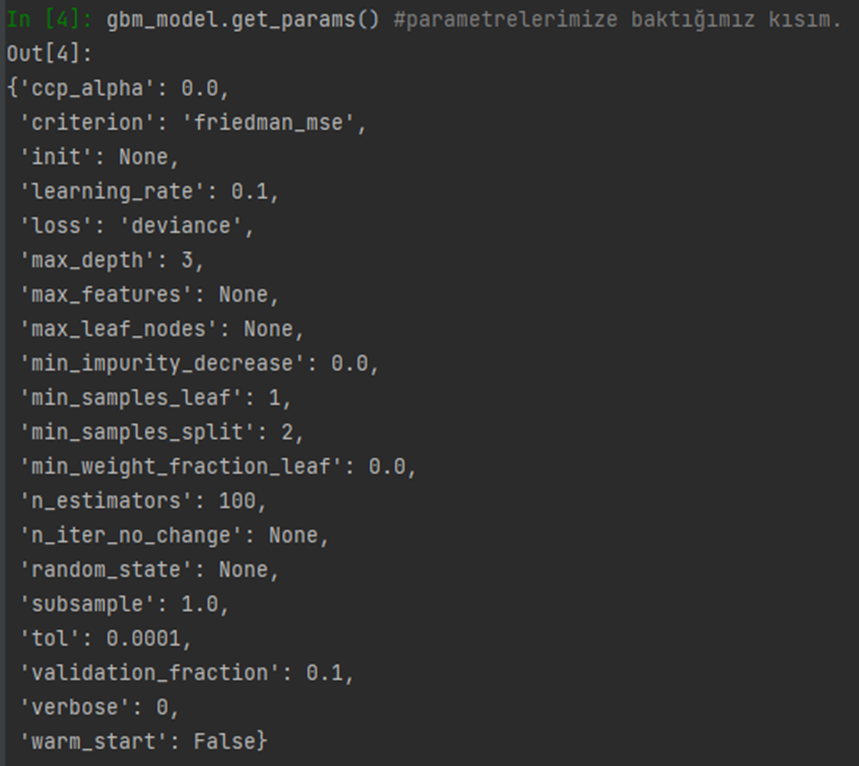 In [4]: gbm_model.get_params() #parametrelerimize baktığımız kısım.
Out[4]:
{'ccp_alpha': 0.0,
 'criterion': 'friedman_mse',
 'init': None,
 'learning_rate': 0.1,
 'loss': 'deviance',
 'max_depth': 3,
 'max_features': None,
 'max_leaf_nodes': None,
 'min_impurity_decrease': 0.0,
 'min_samples_leaf': 1,
 'min_samples_split': 2,
 'min_weight_fraction_leaf': 0.0,
 'n_estimators': 100,
 'n_iter_no_change': None,
 'random_state': None,
 'subsample': 1.0,
 'tol': 0.0001,
 'validation_fraction': 0.1,
 'verbose': 0,
 'warm_start': False}